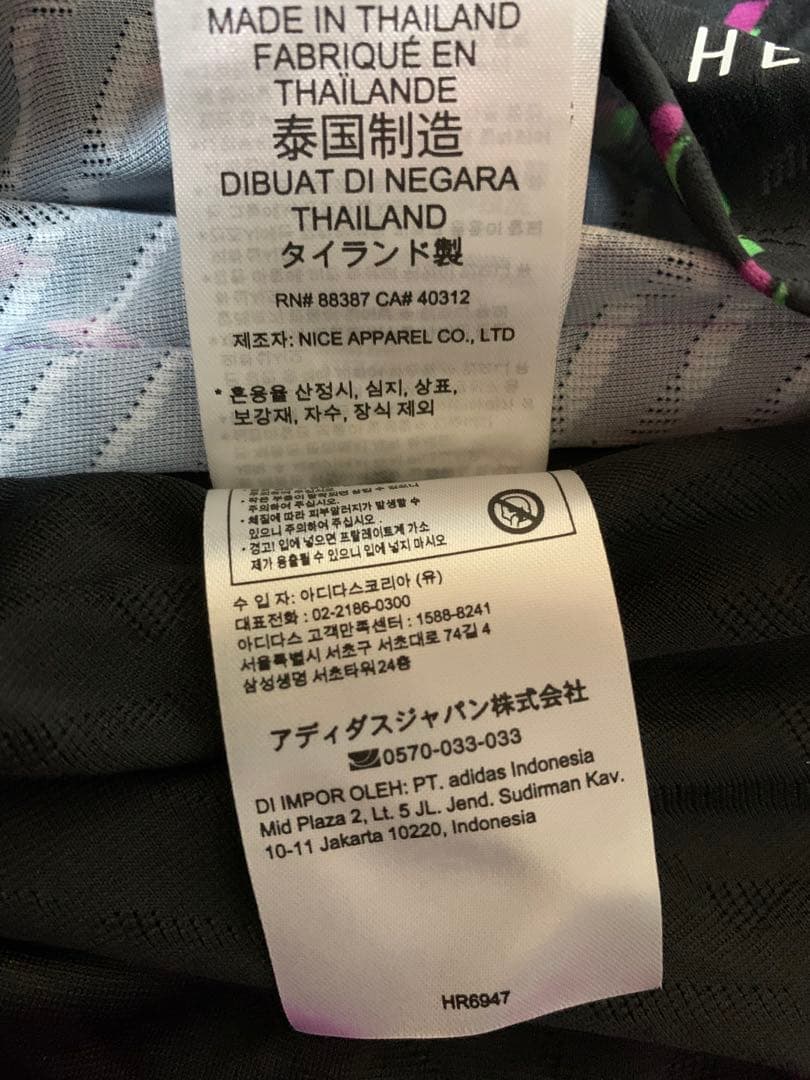 MADE IN THAILAND
FABRIQUÉ EN
THAÏLANDE
泰国制造
DIBUAT DI NEGARA
THAILAND
タイランド製
RN# 88387 CA# 40312
제조자: NICE APPAREL CO., LTD
* 혼용율 산정시, 심지, 상표,
보강재, 자수, 장식 제외
HE
주의하여 주십시오.
• 체질에 따라 피부알러지가 발생할 수
있으니 주의하여 주십시오 .
• 경고! 입에 넣으면 프탈레이트계 가소
제가 용출될 수 있으니 입에 넣지 마시오
수 입 자: 아디다스코리아 (유)
대표전화 : 02-2186-0300
아디다스 고객만족센터 : 1588-8241
서울특별시 서초구 서초대로 74길 4
삼성생명 서초타워 24층
アディダスジャパン株式会社
0570-033-033
DI IMPOR OLEH: PT. adidas Indonesia
Mid Plaza 2, Lt. 5 JL. Jend. Sudirman Kav.
10-11 Jakarta 10220, Indonesia
HR6947